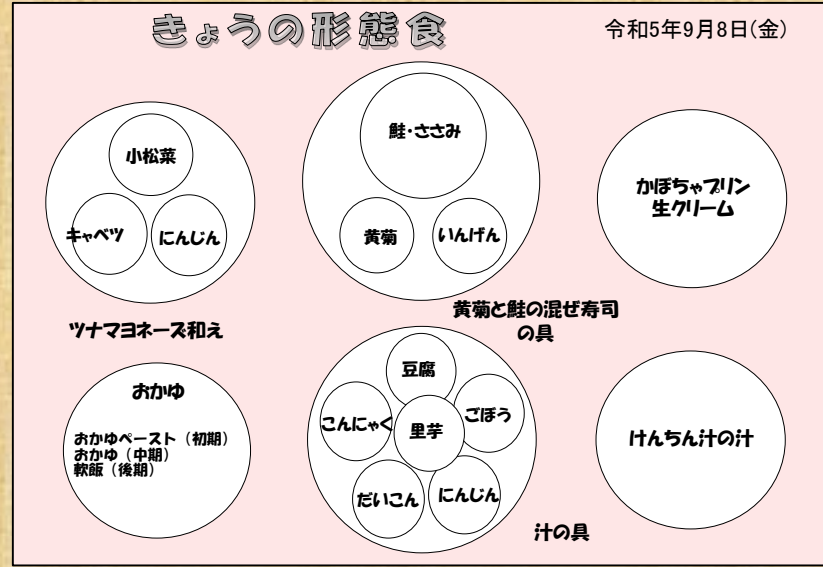 きょうの形態食
令和5年9月8日(金)
小松菜
キャベツ
にんじん
ツナマヨネーズ和え
鮭・ささみ
黄菊
いんげん
黄菊と鮭の混ぜ寿司
の具
かぼちゃプリン
生クリーム
おかゆ
おかゆペースト（初期）
おかゆ（中期）
軟飯（後期）
豆腐
こんにゃく
里芋
ごぼう
だいこん
にんじん
汁の具
けんちん汁の汁